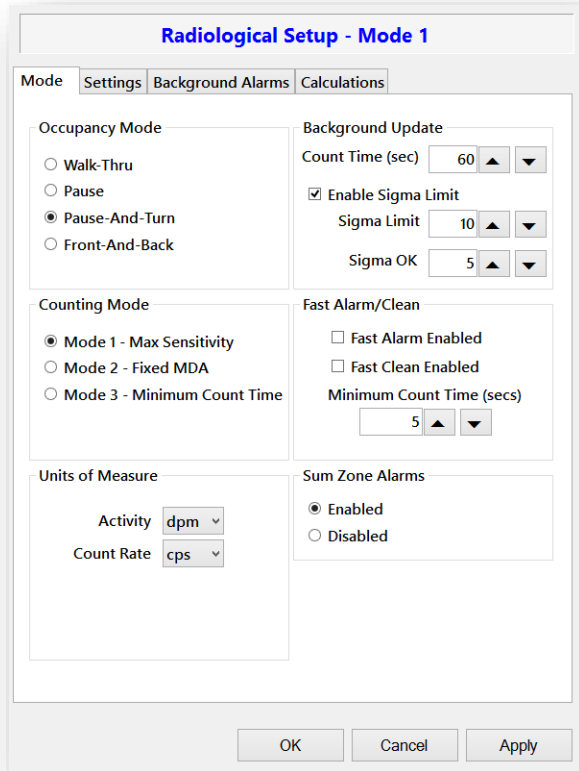 Radiological Setup - Mode 1
Mode Settings Background Alarms Calculations
Occupancy Mode
Walk-Thru
Pause
Pause-And-Turn
Front-And-Back
Background Update
Count Time (sec) 60
Enable Sigma Limit
Sigma Limit 10
Sigma OK 5
Counting Mode
Mode 1 - Max Sensitivity
Mode 2 - Fixed MDA
Mode 3 - Minimum Count Time
Fast Alarm/Clean
Fast Alarm Enabled
Fast Clean Enabled
Minimum Count Time (secs)
5
Units of Measure
Activity dpm
Count Rate cps
Sum Zone Alarms
Enabled
Disabled
OK Cancel Apply